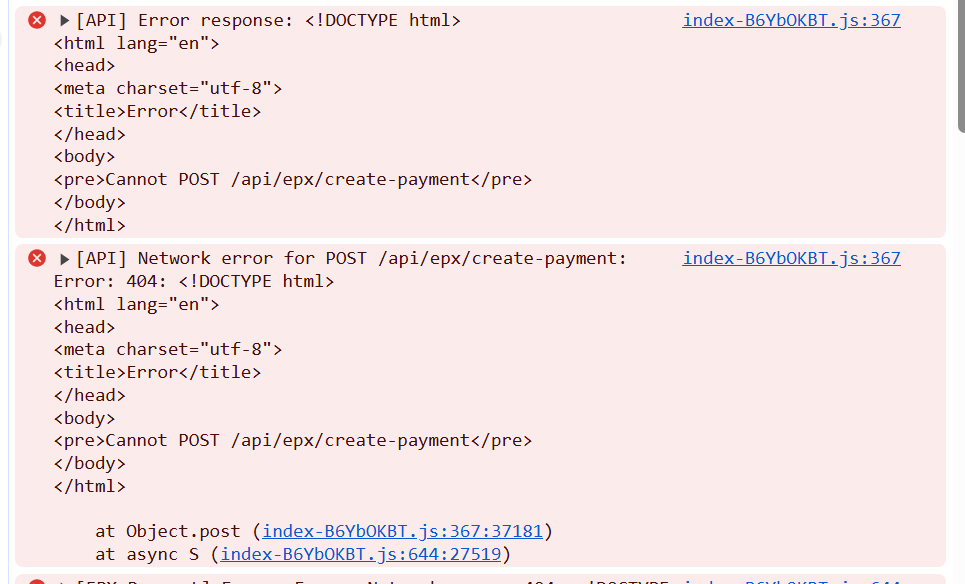 [API] Error response: <!DOCTYPE html> index-B6YbOKBT.js:367
<html lang="en">
<head>
<meta charset="utf-8">
<title>Error</title>
</head>
<body>
<pre>Cannot POST /api/epx/create-payment</pre>
</body>
</html>
[API] Network error for POST /api/epx/create-payment: index-B6YbOKBT.js:367
Error: 404: <!DOCTYPE html>
<html lang="en">
<head>
<meta charset="utf-8">
<title>Error</title>
</head>
<body>
<pre>Cannot POST /api/epx/create-payment</pre>
</body>
</html>
at Object.post (index-B6YbOKBT.js:367:37181)
at async S (index-B6YbOKBT.js:644:27519)